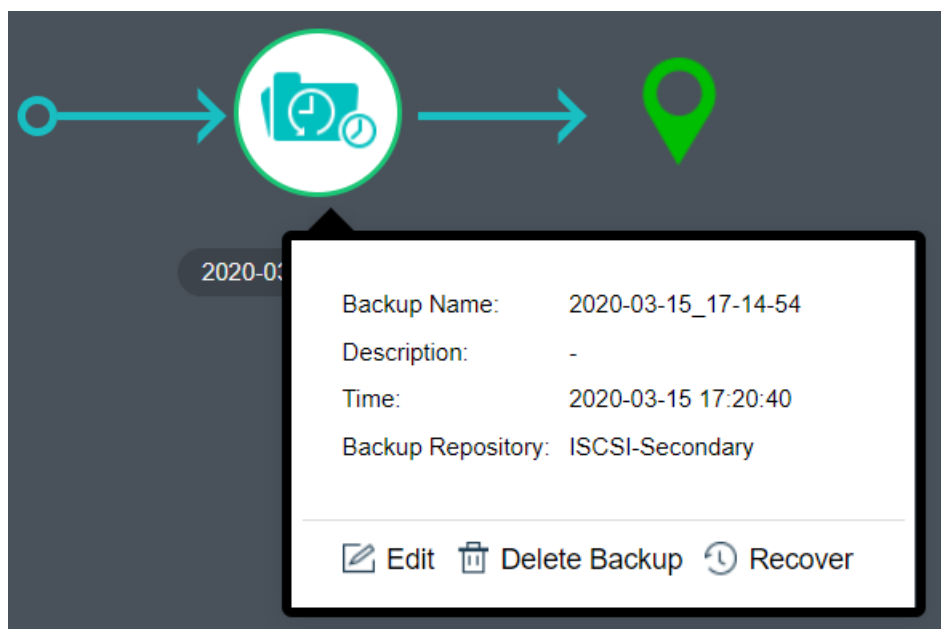 2020-03
Backup Name: 2020-03-15_17-14-54
Description: -
Time: 2020-03-15 17:20:40
Backup Repository: ISCSI-Secondary
Edit Delete Backup Recover